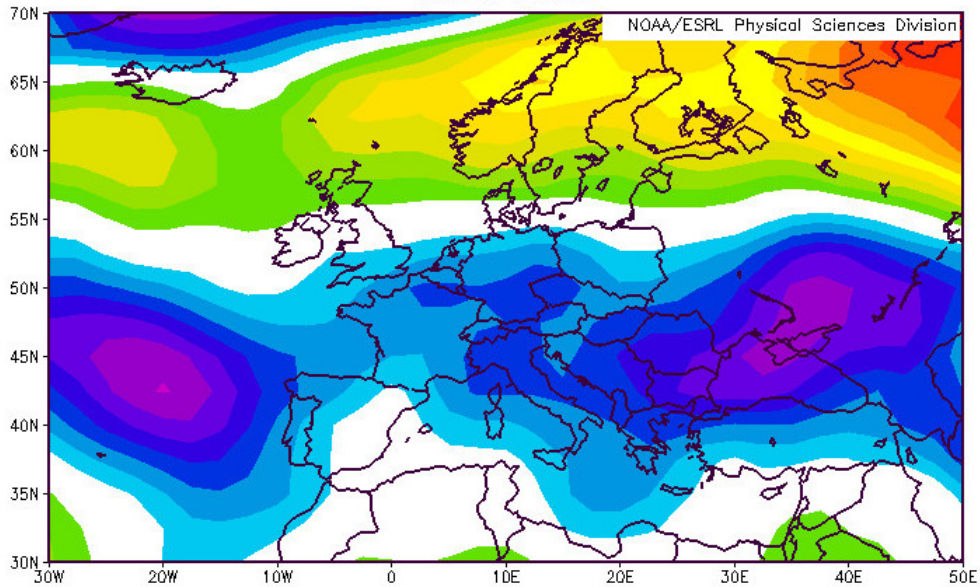 NOAA/ESRL Physical Sciences Division
70N
65N
60N
55N
50N
45N
40N
35N
30N
30W 20W 10W 0 10E 20E 30E 40E 50E